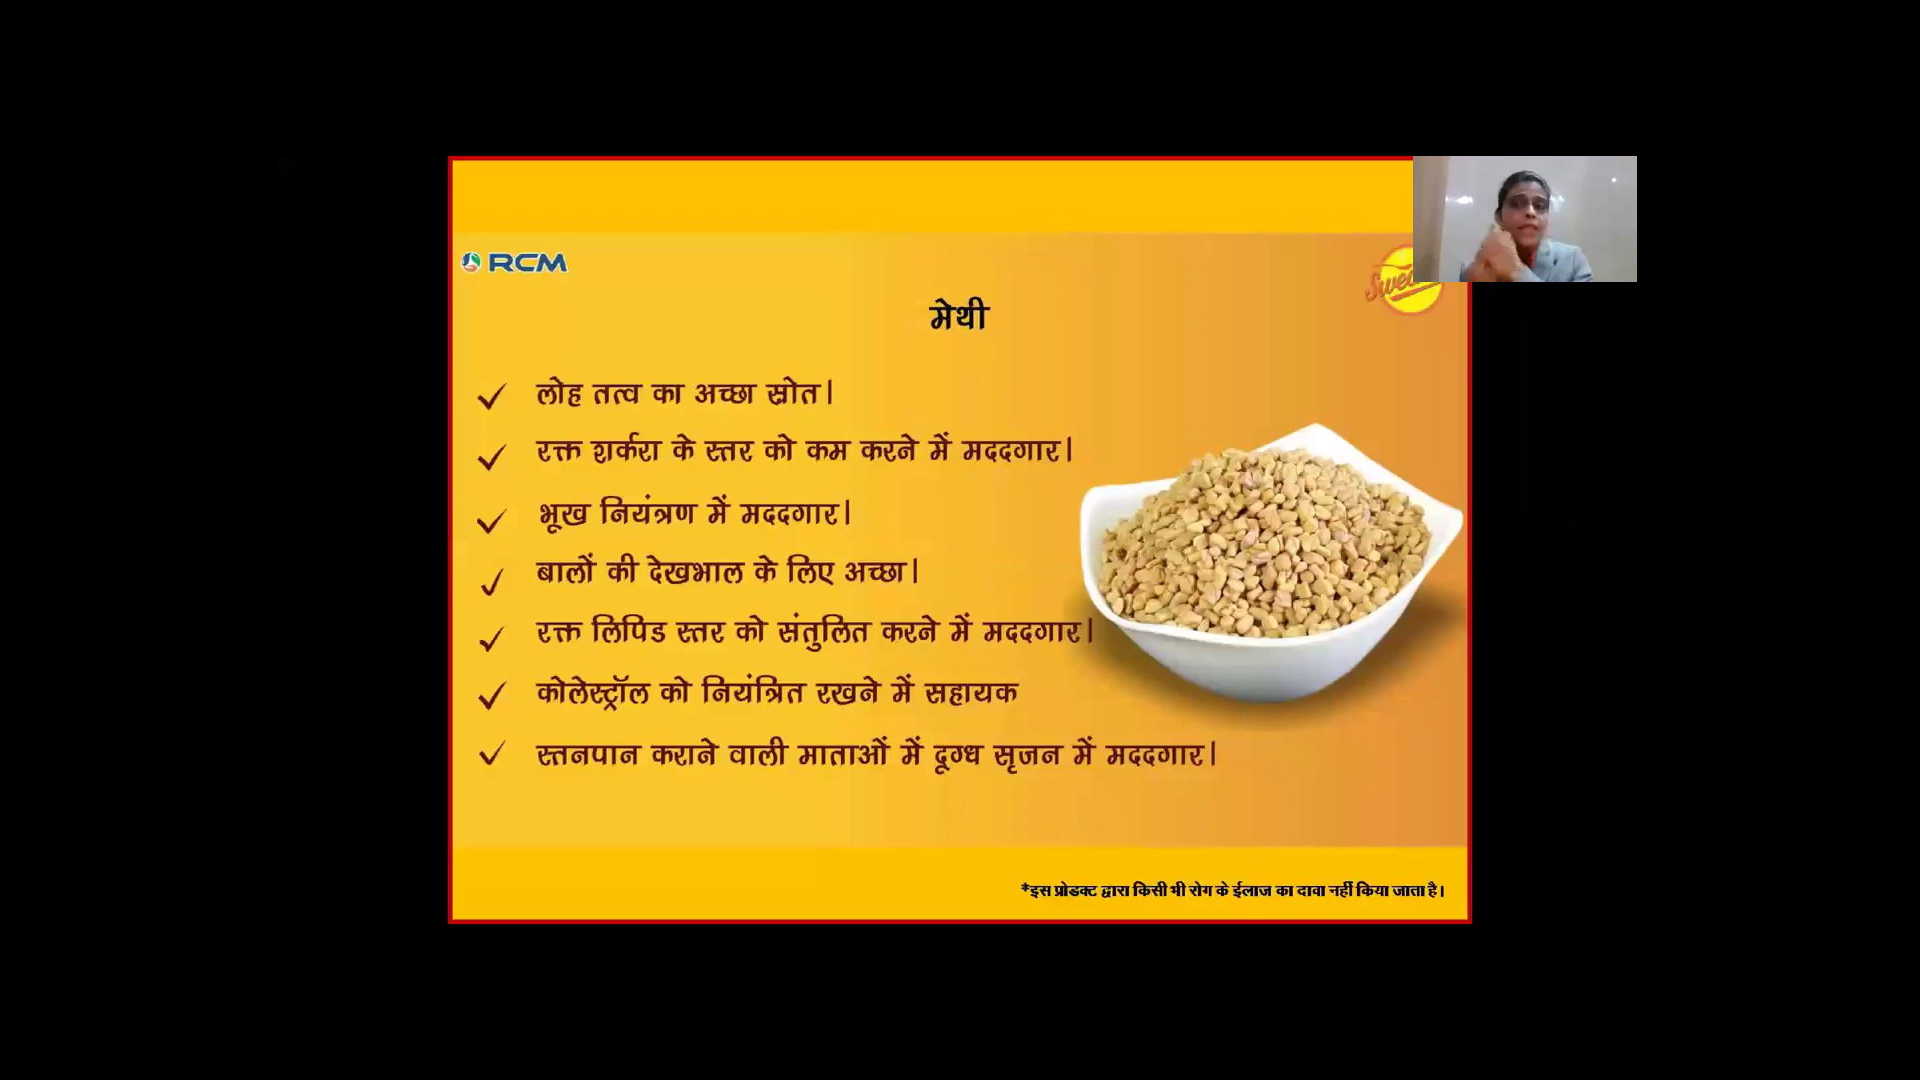 RCM
मेथी
लोह तत्व का अच्छा स्रोत।
रक्त शर्करा के स्तर को कम करने में मददगार।
भूख नियंत्रण में मददगार।
बालों की देखभाल के लिए अच्छा।
रक्त लिपिड स्तर को संतुलित करने में मददगार।
कोलेस्ट्रॉल को नियंत्रित रखने में सहायक
स्तनपान कराने वाली माताओं में दूग्ध सृजन में मददगार।
*इस प्रोडक्ट द्वारा किसी भी रोग के ईलाज का दावा नहीं किया जाता है।